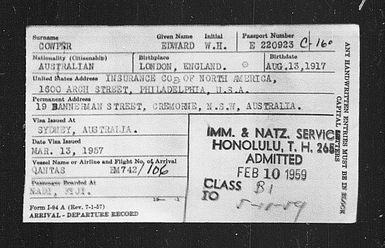 Surname Given Name Initial Passport Number
COWPER EDWARD W.H. E 220923 C-160
Nationality (Citizenship) Birthplace Birthdate
AUSTRALIAN LONDON, ENGLAND. AUG.13,1917
United States Address INSURANCE CO OF NORTH AMERICA,
1600 ARCH STREET, PHILADELPHIA, U.S.A.
Permanent Address
19 BANNERMAN STREET, CREMORNE, N.S.W, AUSTRALIA.
Visa Issued At
SYDNEY, AUSTRALIA.
Date Visa Issued
MAR. 13, 1957
Vessel Name or Airline and Flight No. of Arrival
QANTAS EM742/106
Passenger Boarded At
NADI, FIJI.
Form I-94 A (Rev. 7-1-57)
ARRIVAL - DEPARTURE RECORD
IMM. & NATZ. SERVICE
HONOLULU, T. H. 265
ADMITTED
FEB 10 1959
CLASS B1
TO 5-10-59
ANY HANDWRITTEN ENTRIES MUST BE IN BLOCK
CAPITAL LETTERS